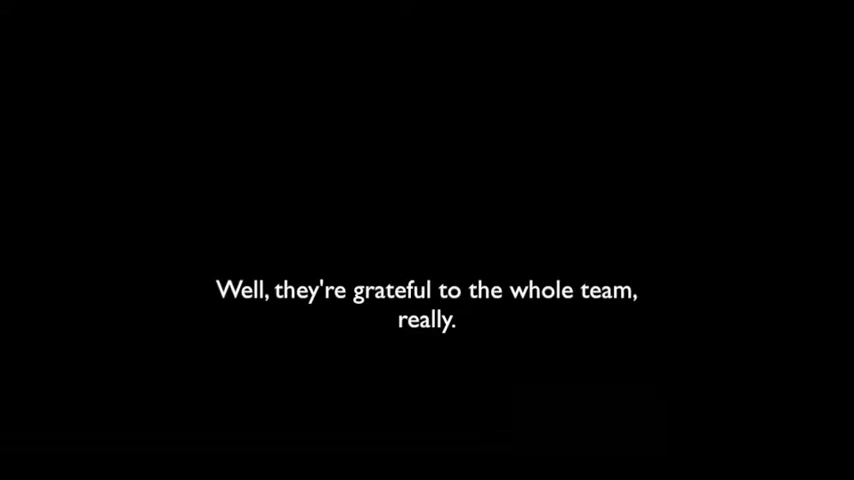 Well, they're grateful to the whole team,
really.